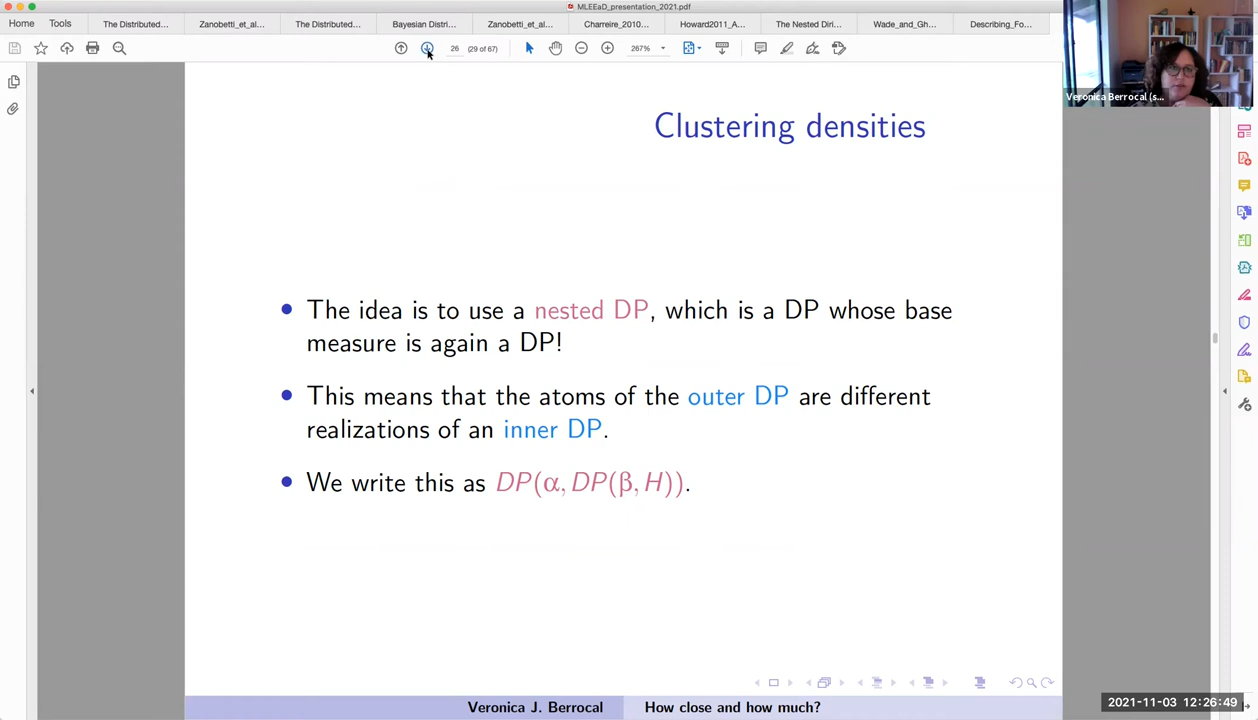 MLEEaD_presentation_2021.pdf
Home Tools The Distributed... Zanobetti_et_al... The Distributed... Bayesian Distri... Zanobetti_et_al... Charreire_2010... Howard2011_A... The Nested Diri... Wade_and_Gh... Describing_Fo...
26 (29 of 67) 267%
Veronica Berrocal (s...
Clustering densities
• The idea is to use a nested DP, which is a DP whose base
measure is again a DP!
• This means that the atoms of the outer DP are different
realizations of an inner DP.
• We write this as DP(α, DP(β, H)).
Veronica J. Berrocal How close and how much?
2021-11-03 12:26:49